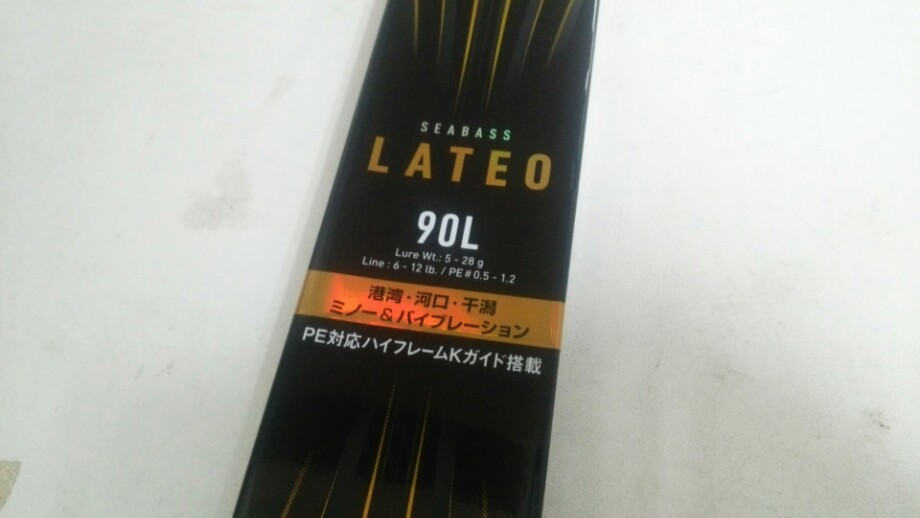 SEABASS
LATEO
90L
Lure Wt.: 5 - 28 g
Line : 6 - 12 lb. / PE#0.5 - 1.2
港湾・河口・干潟
ミノー&バイブレーション
PE対応ハイフレームKガイド搭載